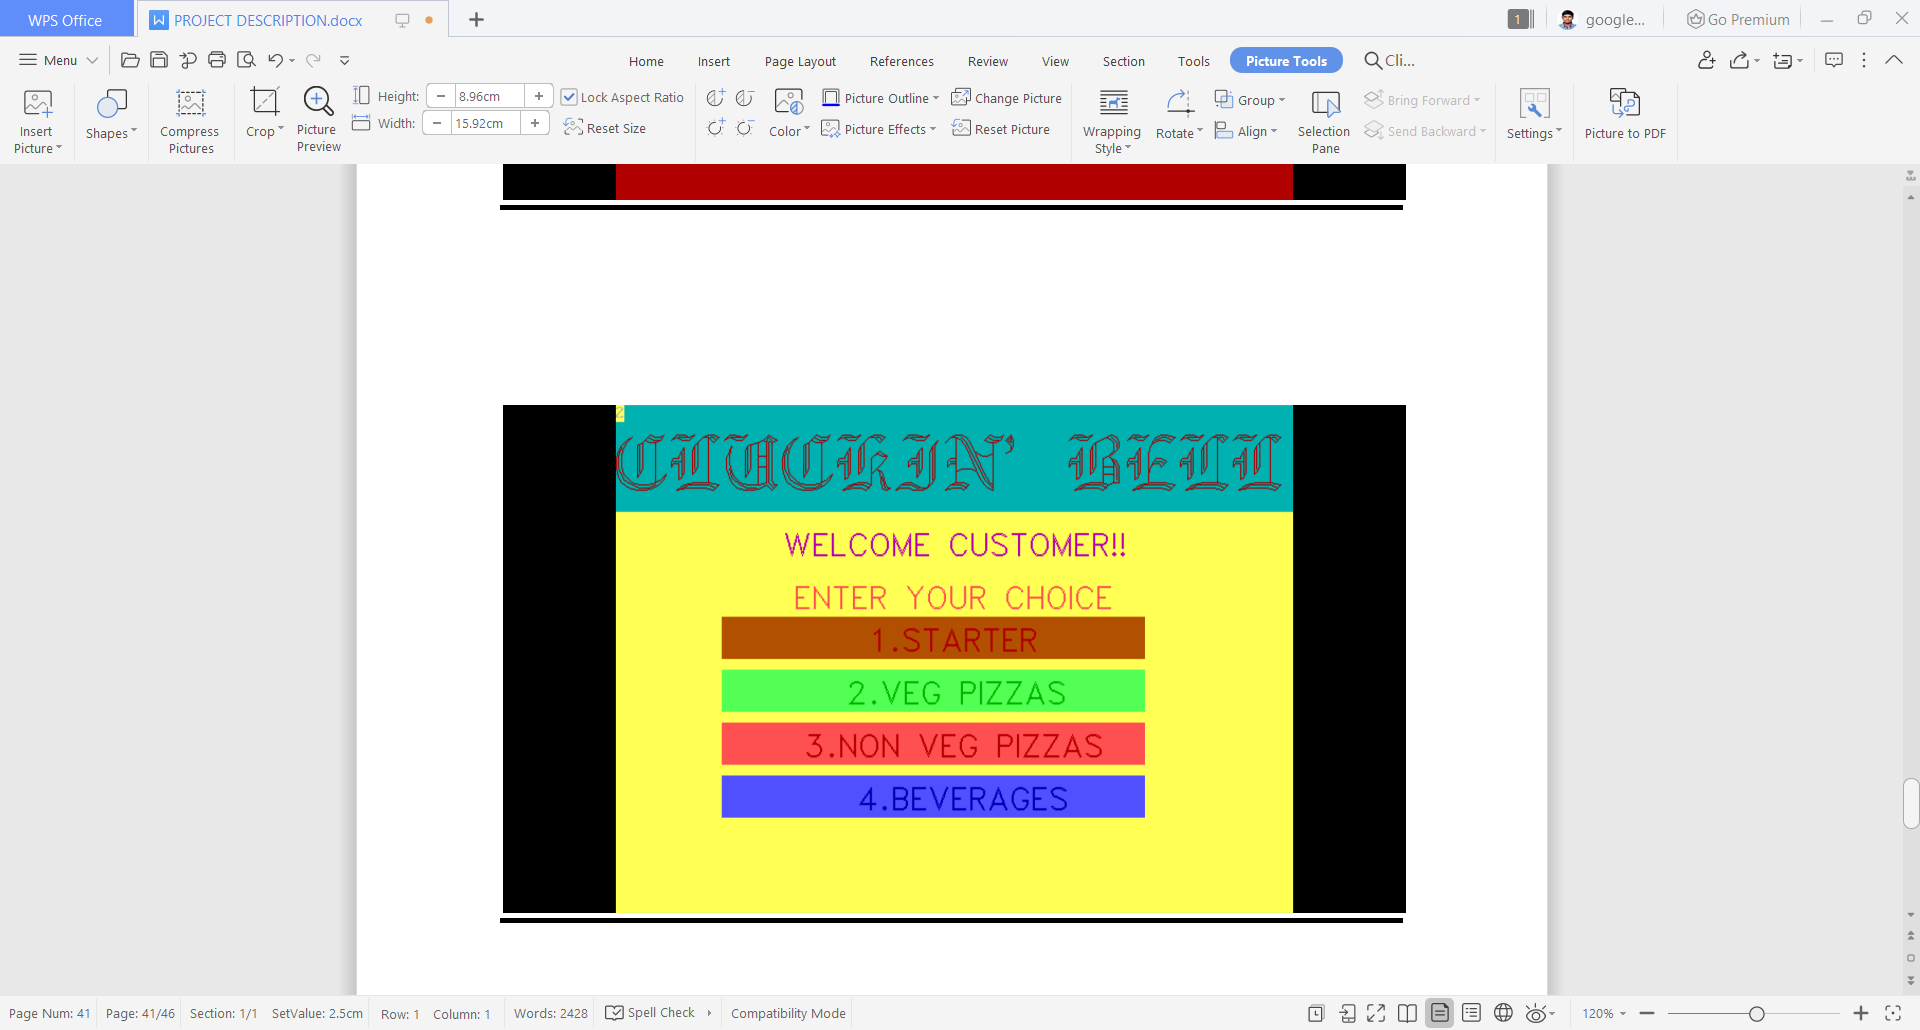 WPS Office
PROJECT DESCRIPTION.docx
1
google...
Go Premium
Menu
Home
Insert
Page Layout
References
Review
View
Section
Tools
Picture Tools
Cli...
Insert Picture
Shapes
Compress Pictures
Crop
Picture Preview
Height: 8.96cm
Width: 15.92cm
Lock Aspect Ratio
Reset Size
Color
Picture Outline
Picture Effects
Change Picture
Reset Picture
Wrapping Style
Rotate
Group
Align
Selection Pane
Bring Forward
Send Backward
Settings
Picture to PDF
2
CLUCKIN' BELL
WELCOME CUSTOMER!!
ENTER YOUR CHOICE
1.STARTER
2.VEG PIZZAS
3.NON VEG PIZZAS
4.BEVERAGES
Page Num: 41 Page: 41/46 Section: 1/1 SetValue: 2.5cm Row: 1 Column: 1 Words: 2428 Spell Check Compatibility Mode 120%